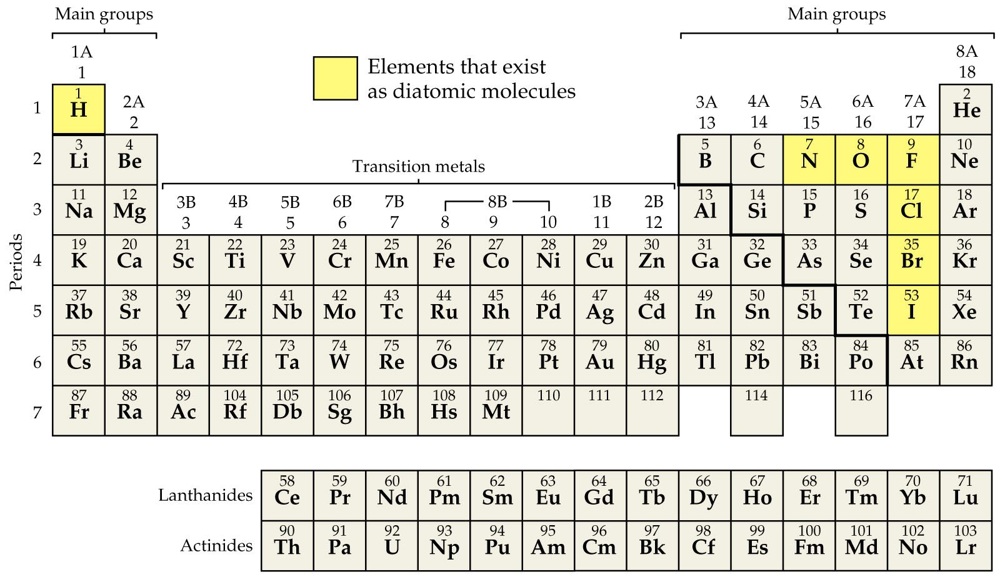 Main groups
Main groups
1A
8A
1
18
Elements that exist
as diatomic molecules
2A
3A 4A 5A 6A 7A
2
13 14 15 16 17
Periods
1
1 2
H He
2
3 4 5 6 7 8 9 10
Li Be B C N O F Ne
Transition metals
3B 4B 5B 6B 7B 8B 1B 2B
3 4 5 6 7 8 9 10 11 12
3
11 12 13 14 15 16 17 18
Na Mg Al Si P S Cl Ar
4
19 20 21 22 23 24 25 26 27 28 29 30 31 32 33 34 35 36
K Ca Sc Ti V Cr Mn Fe Co Ni Cu Zn Ga Ge As Se Br Kr
5
37 38 39 40 41 42 43 44 45 46 47 48 49 50 51 52 53 54
Rb Sr Y Zr Nb Mo Tc Ru Rh Pd Ag Cd In Sn Sb Te I Xe
6
55 56 57 72 73 74 75 76 77 78 79 80 81 82 83 84 85 86
Cs Ba La Hf Ta W Re Os Ir Pt Au Hg Tl Pb Bi Po At Rn
7
87 88 89 104 105 106 107 108 109 110 111 112 114 116
Fr Ra Ac Rf Db Sg Bh Hs Mt
Lanthanides
58 59 60 61 62 63 64 65 66 67 68 69 70 71
Ce Pr Nd Pm Sm Eu Gd Tb Dy Ho Er Tm Yb Lu
Actinides
90 91 92 93 94 95 96 97 98 99 100 101 102 103
Th Pa U Np Pu Am Cm Bk Cf Es Fm Md No Lr